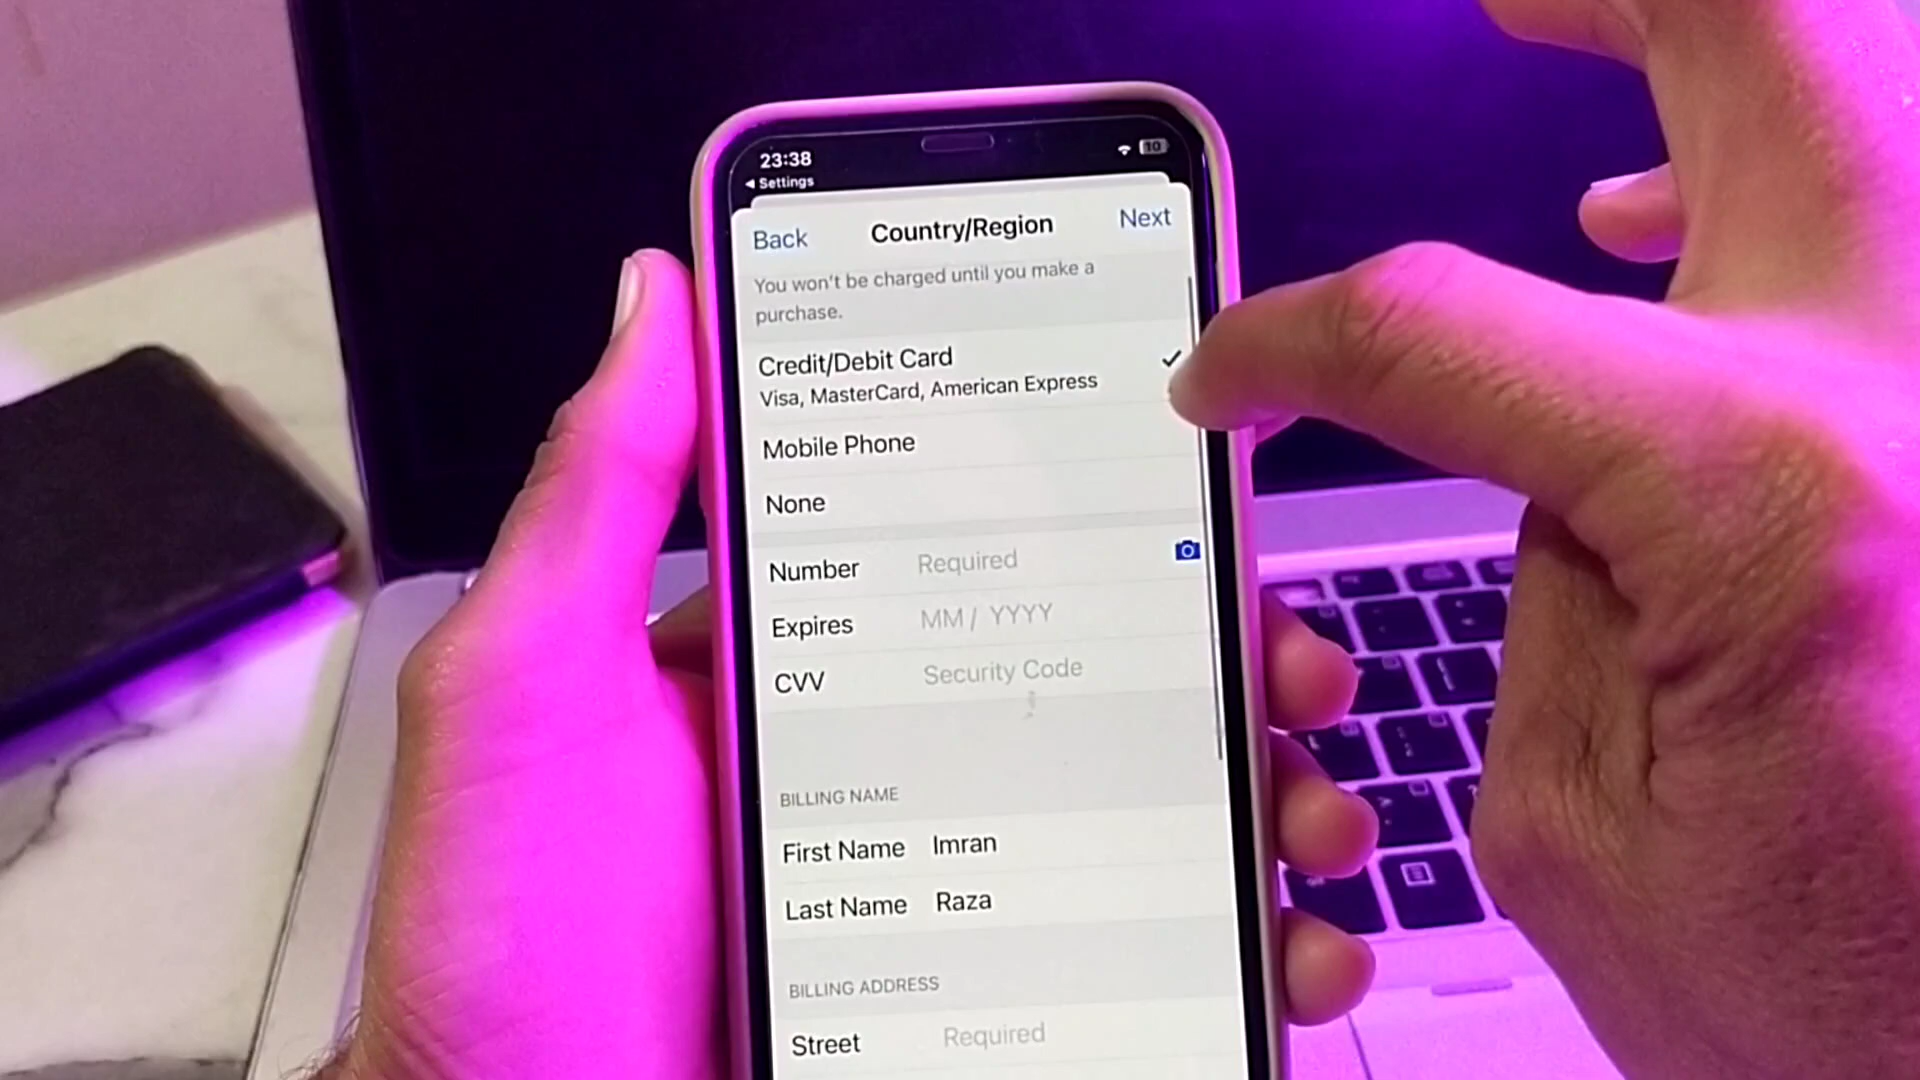 23:38
10
◀ Settings
Back Country/Region Next
You won't be charged until you make a
purchase.
Credit/Debit Card
Visa, MasterCard, American Express
Mobile Phone
None
Number Required
Expires MM / YYYY
CVV Security Code
BILLING NAME
First Name Imran
Last Name Raza
BILLING ADDRESS
Street Required